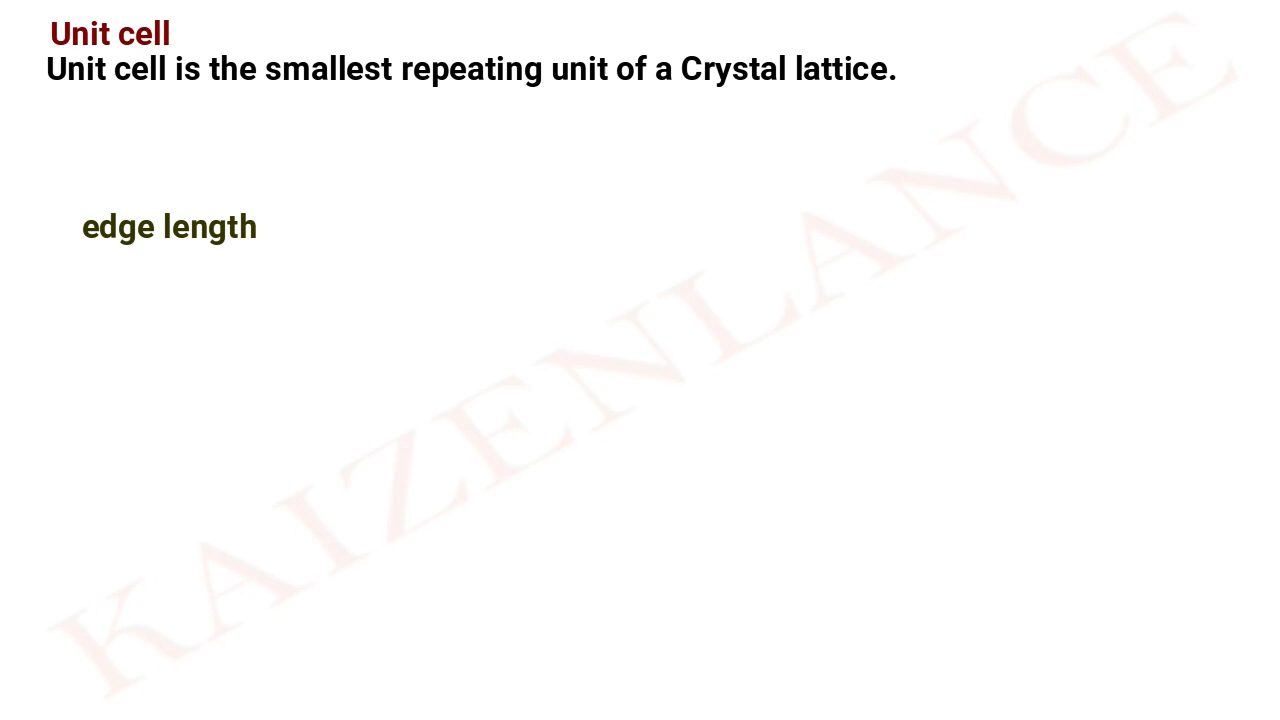 Unit cell
Unit cell is the smallest repeating unit of a Crystal lattice.
edge length
KAIZENLANCE